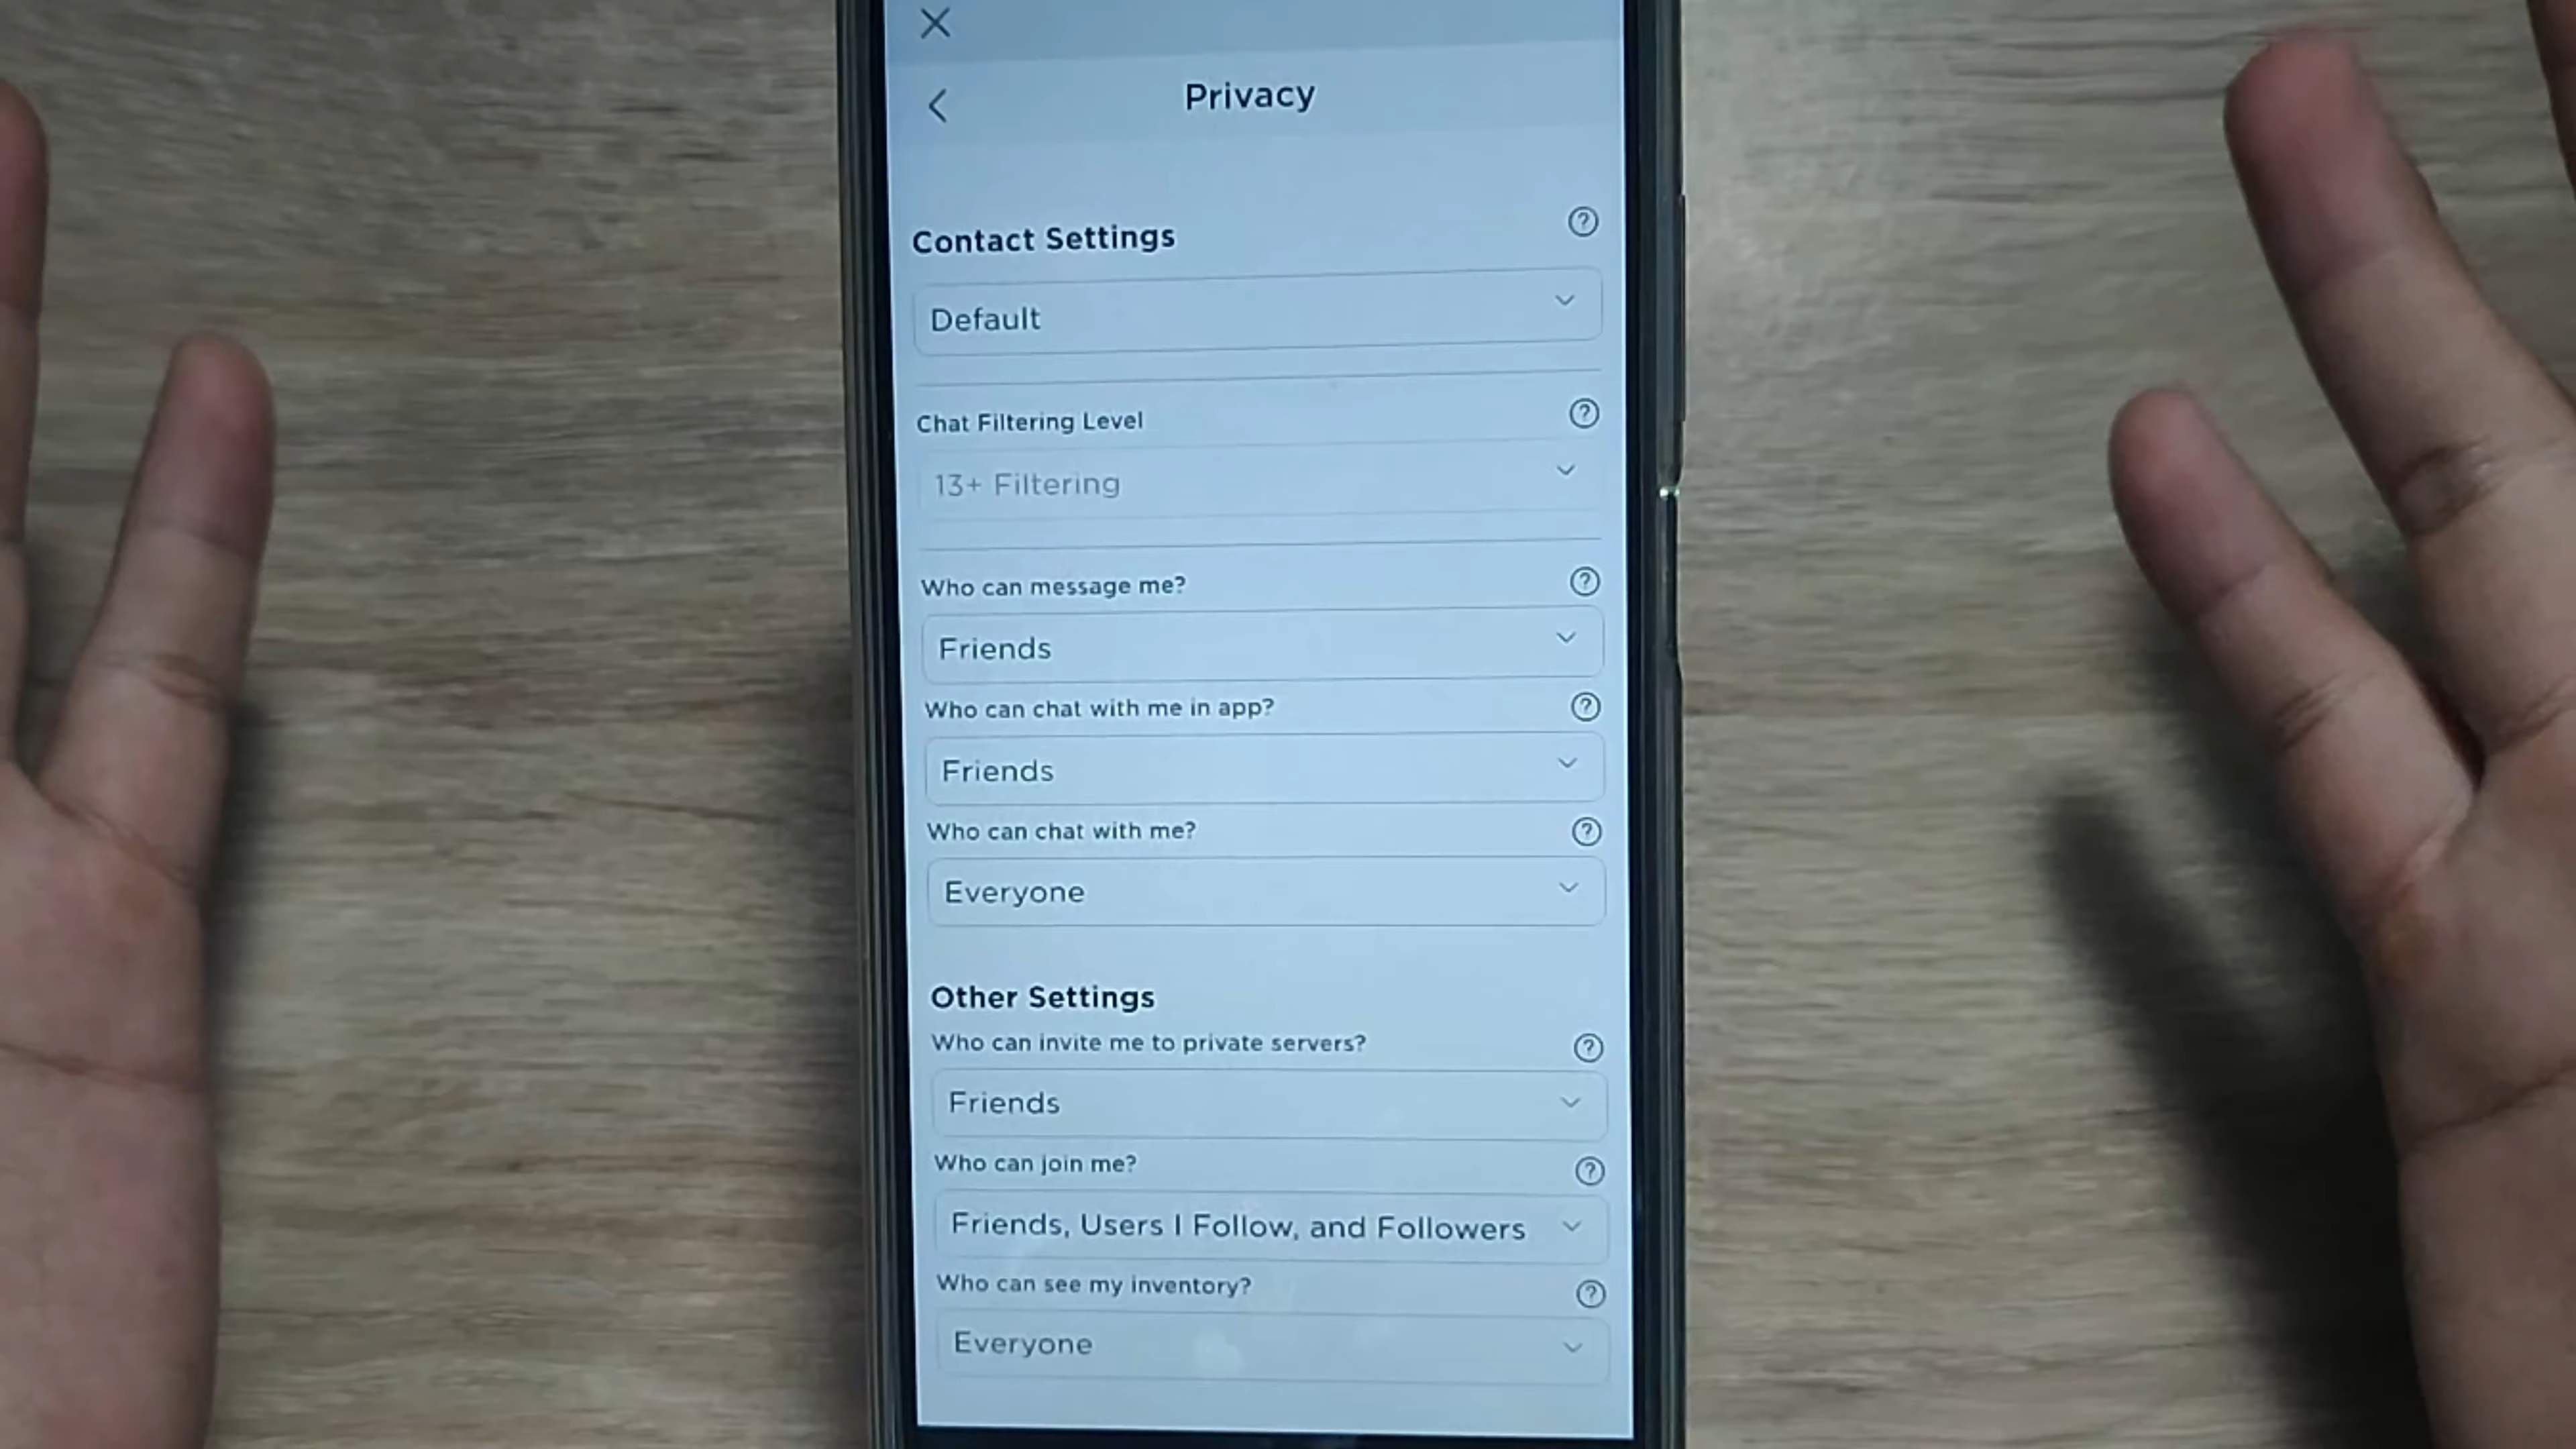 Privacy
Contact Settings
Default
Chat Filtering Level
13+ Filtering
Who can message me?
Friends
Who can chat with me in app?
Friends
Who can chat with me?
Everyone
Other Settings
Who can invite me to private servers?
Friends
Who can join me?
Friends, Users I Follow, and Followers
Who can see my inventory?
Everyone